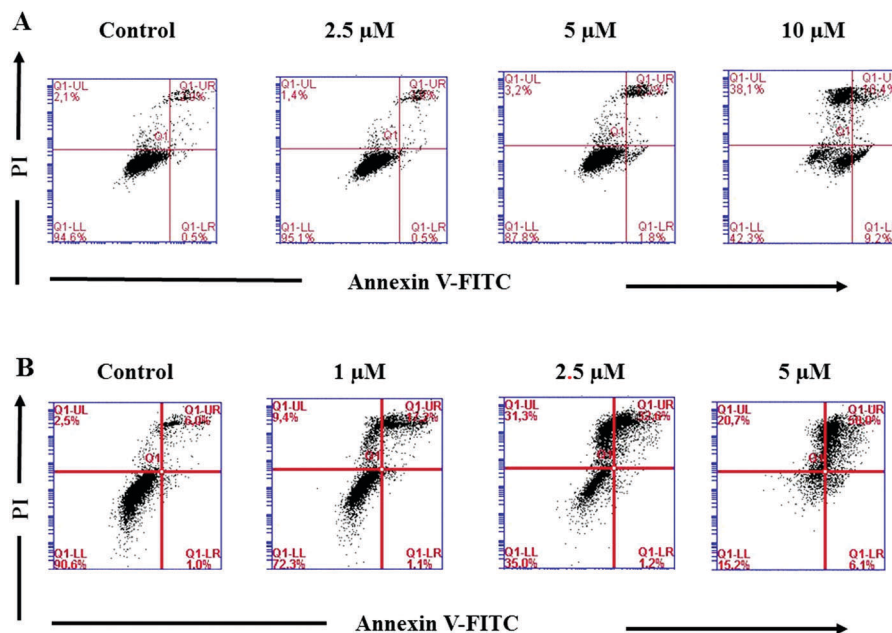 A
Control
2.5 μM
5 μM
10 μM
Q1-UL
Q1-UR
Q1-UL
Q1-UR
Q1-UL
Q1-UR
Q1-UL
Q1-UR
2,1%
1,4%
3,2%
38,1%
Q1
Q1
Q1
Q1
PI
Q1-LL
Q1-LR
Q1-LL
Q1-LR
Q1-LL
Q1-LR
Q1-LL
Q1-LR
94,6%
0,5%
95,1%
0,5%
87,8%
1,8%
42,3%
9,2%
Annexin V-FITC
B
Control
1 μM
2.5 μM
5 μM
Q1-UL
Q1-UR
Q1-UL
Q1-UR
Q1-UL
Q1-UR
Q1-UL
Q1-UR
2,5%
9,4%
31,3%
20,7%
Q1
Q1
PI
Q1-LL
Q1-LR
Q1-LL
Q1-LR
Q1-LL
Q1-LR
Q1-LL
Q1-LR
90,6%
1,0%
72,3%
1,1%
35,0%
1,2%
15,2%
6,1%
Annexin V-FITC